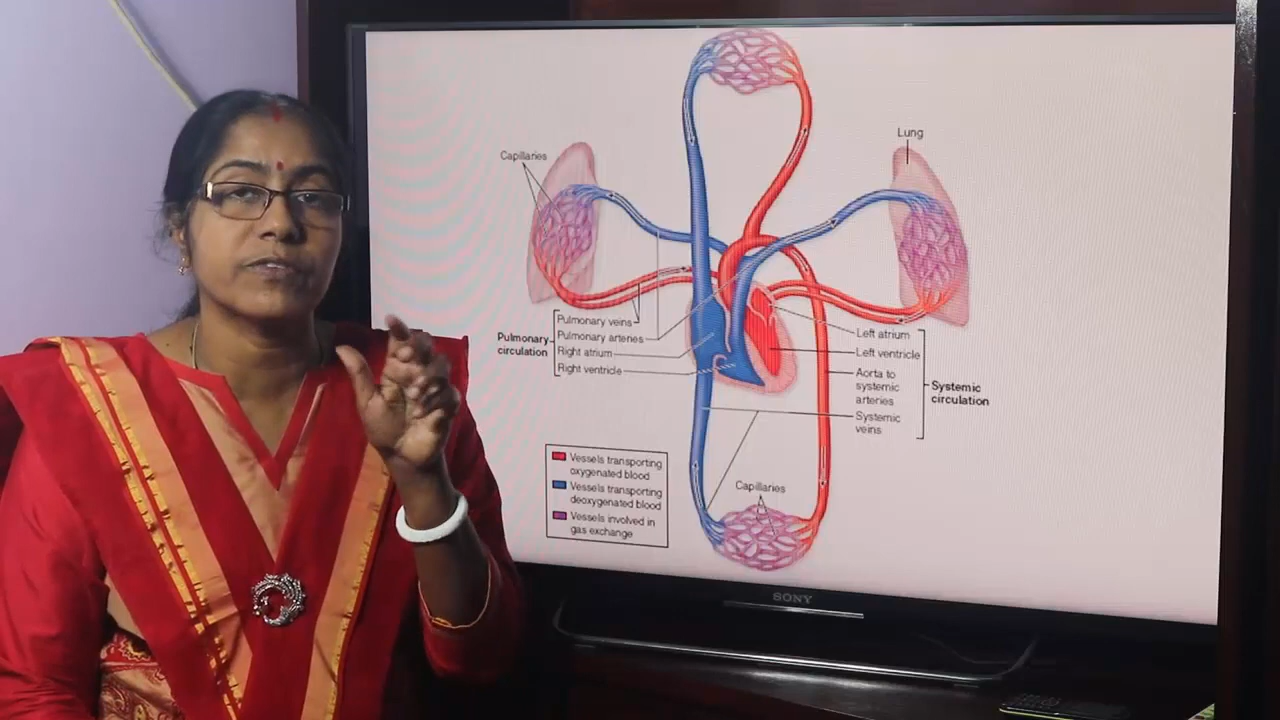 Lung
Capillaries
Pulmonary veins
Pulmonary arteries
Right atrium
Right ventricle
Pulmonary
circulation
Left atrium
Left ventricle
Aorta to
systemic
arteries
Systemic
veins
Systemic
circulation
Vessels transporting
oxygenated blood
Vessels transporting
deoxygenated blood
Vessels involved in
gas exchange
Capillaries
SONY